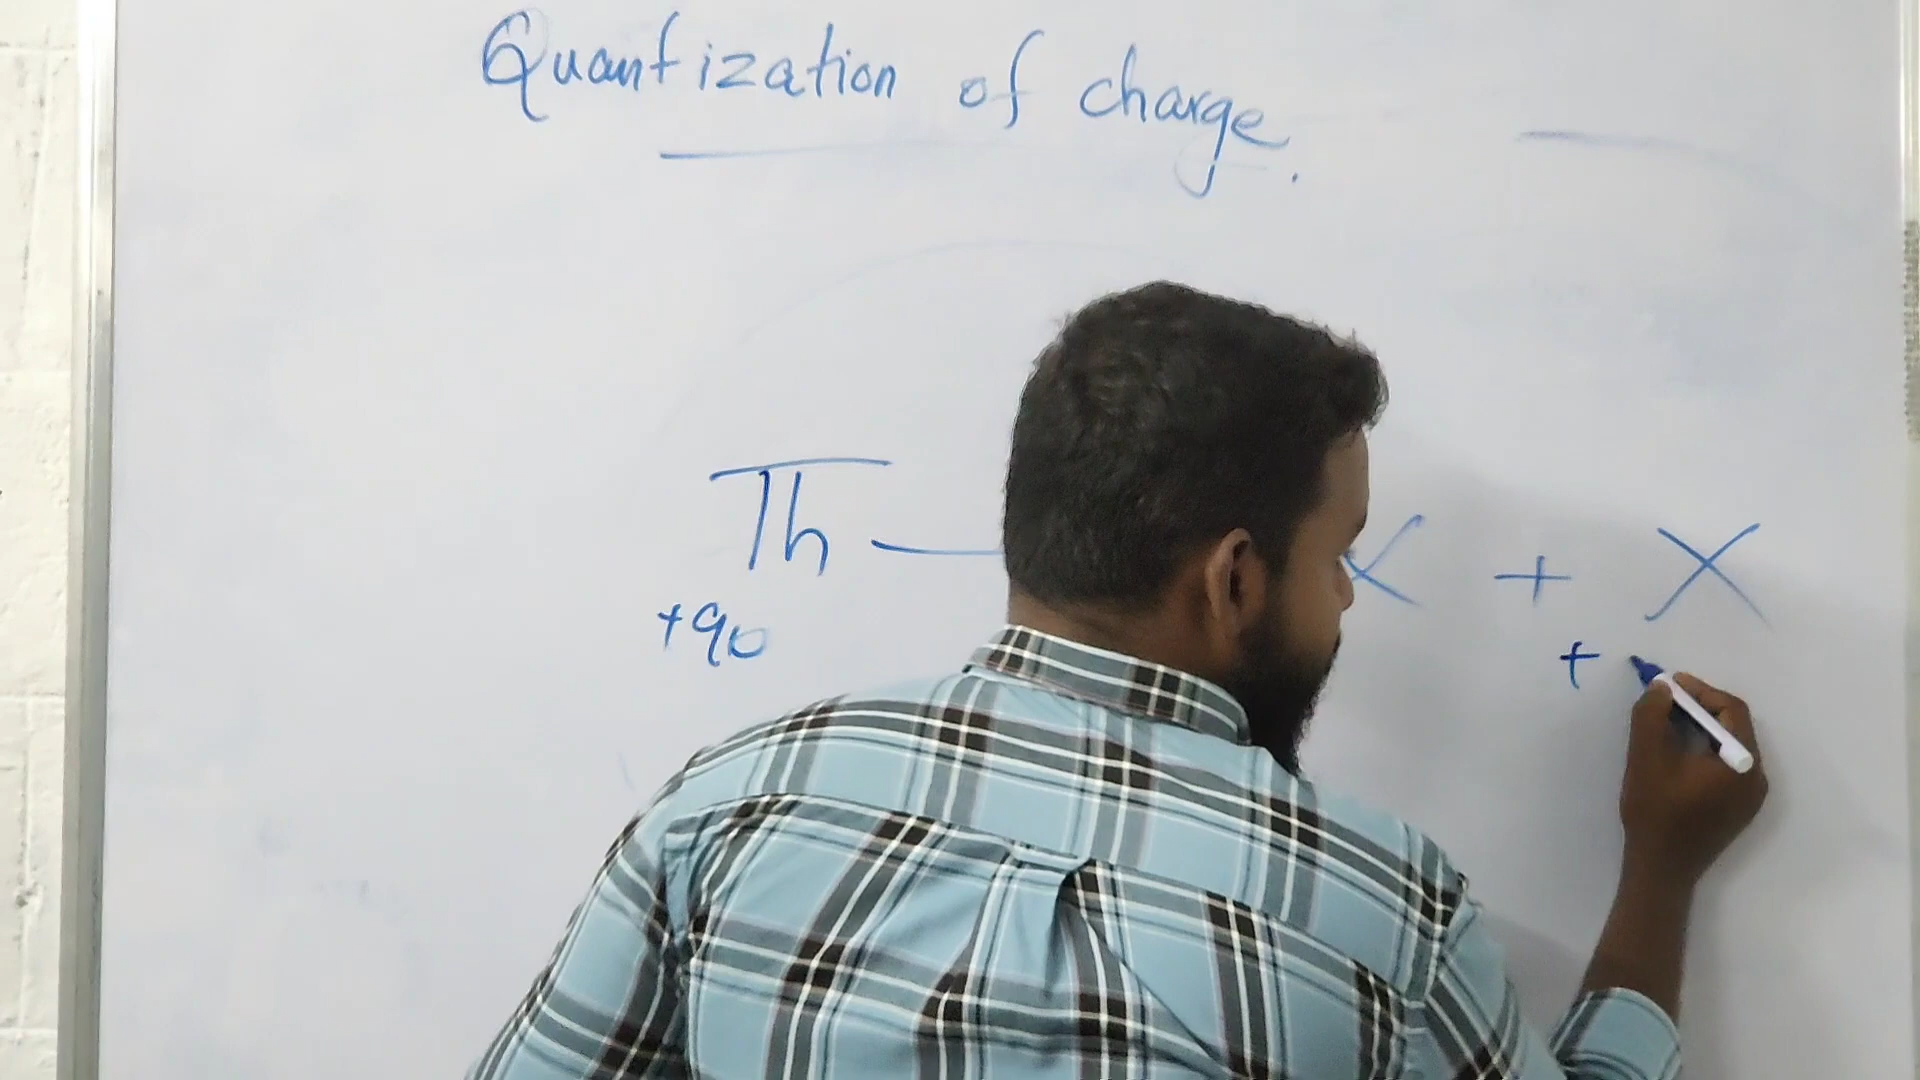 Quantization of charge.
Th — α + X
+90 +